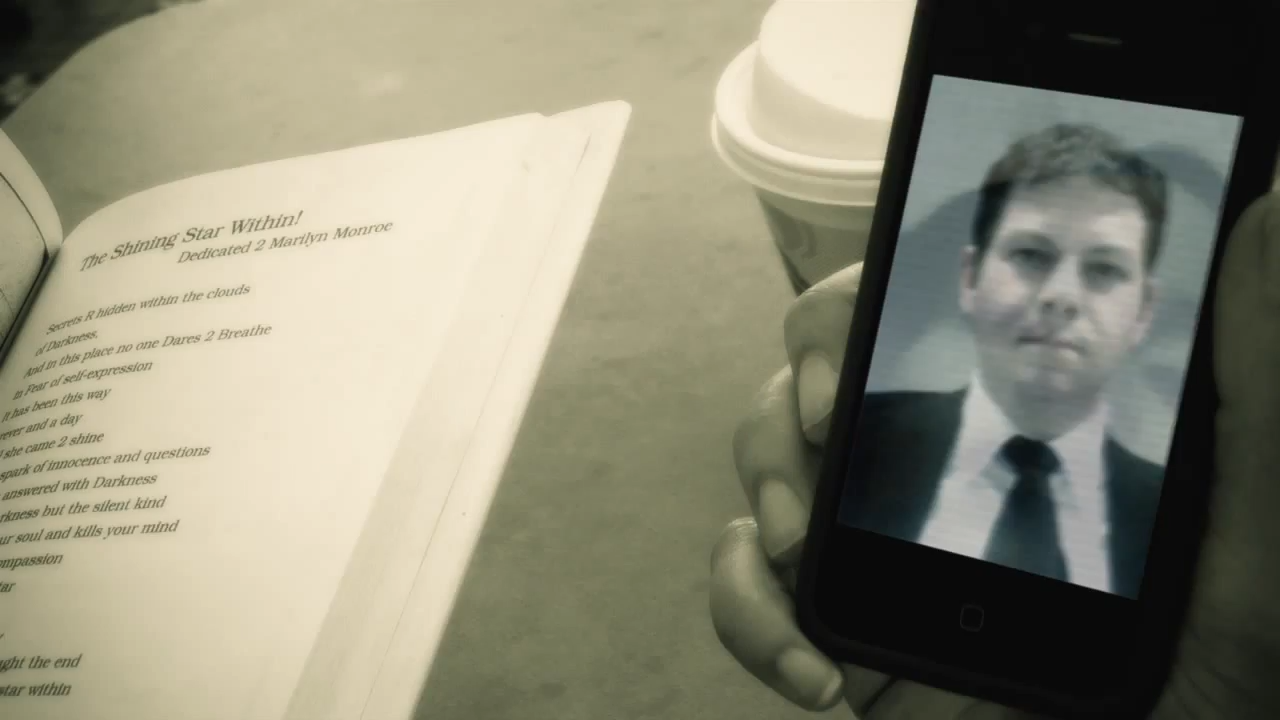 The Shining Star Within!
Dedicated 2 Marilyn Monroe
Secrets R hidden within the clouds
of Darkness.
And in this place no one Dares 2 Breathe
in Fear of self-expression
it has been this way
ever and a day
she came 2 shine
spark of innocence and questions
answered with Darkness
rkness but the silent kind
ur soul and kills your mind
mpassion
tar
ght the end
star within